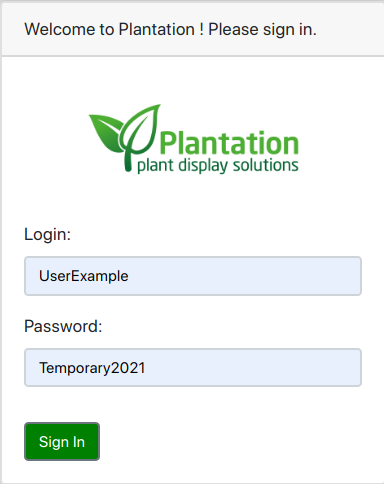 Welcome to Plantation ! Please sign in.
Plantation
plant display solutions
Login:
UserExample
Password:
Temporary2021
Sign In